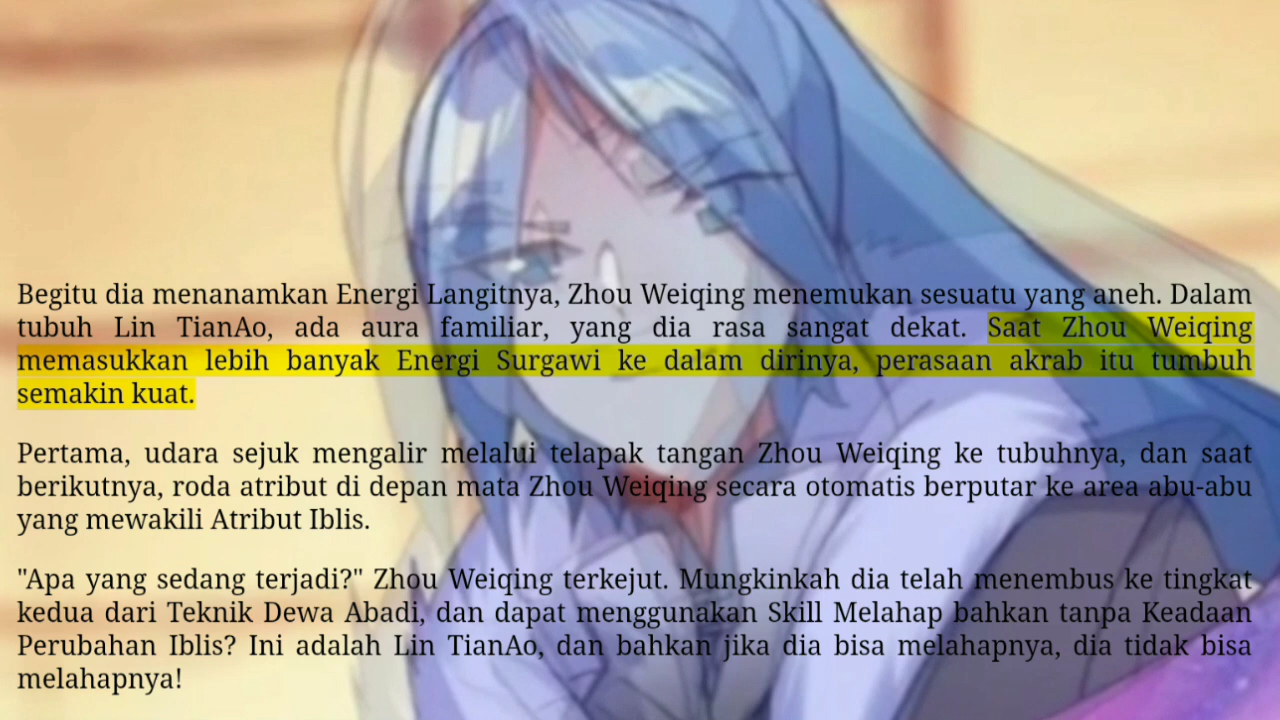 Begitu dia menanamkan Energi Langitnya, Zhou Weiqing menemukan sesuatu yang aneh. Dalam
tubuh Lin TianAo, ada aura familiar, yang dia rasa sangat dekat. Saat Zhou Weiqing
memasukkan lebih banyak Energi Surgawi ke dalam dirinya, perasaan akrab itu tumbuh
semakin kuat.
Pertama, udara sejuk mengalir melalui telapak tangan Zhou Weiqing ke tubuhnya, dan saat
berikutnya, roda atribut di depan mata Zhou Weiqing secara otomatis berputar ke area abu-abu
yang mewakili Atribut Iblis.
"Apa yang sedang terjadi?" Zhou Weiqing terkejut. Mungkinkah dia telah menembus ke tingkat
kedua dari Teknik Dewa Abadi, dan dapat menggunakan Skill Melahap bahkan tanpa Keadaan
Perubahan Iblis? Ini adalah Lin TianAo, dan bahkan jika dia bisa melahapnya, dia tidak bisa
melahapnya!